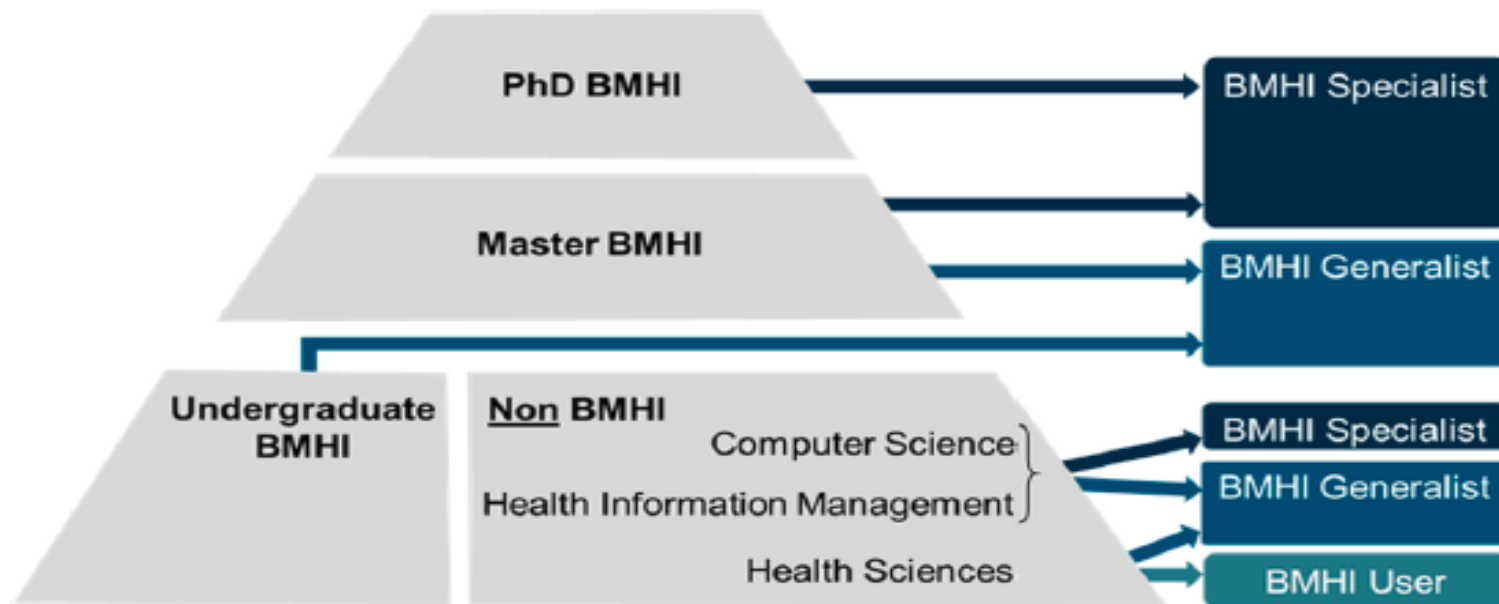 PhD BMHI
BMHI Specialist
Master BMHI
BMHI Generalist
Undergraduate
BMHI
Non BMHI
Computer Science
Health Information Management
Health Sciences
BMHI Specialist
BMHI Generalist
BMHI User